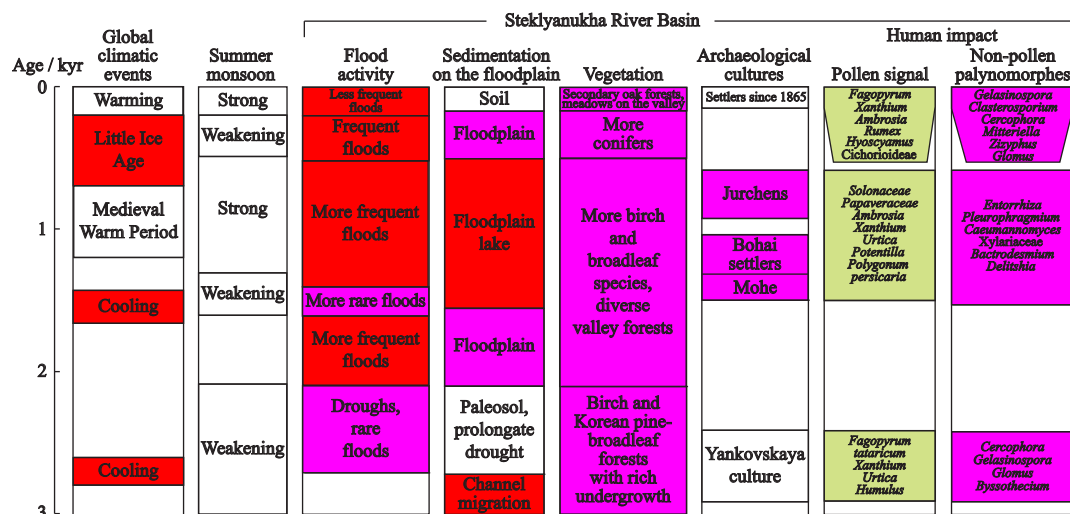 Steklyanukha River Basin
Human impact
Age / kyr
Global
climatic
events
Summer
monsoon
Flood
activity
Sedimentation
on the floodplain
Vegetation
Archaeological
cultures
Pollen signal
Non-pollen
palynomorphes
0
1
2
3
Warming
Little Ice
Age
Medieval
Warm Period
Cooling
Cooling
Strong
Weakening
Strong
Weakening
Weakening
Less frequent
floods
Frequent
floods
More frequent
floods
More rare floods
More frequent
floods
Droughs,
rare
floods
Soil
Floodplain
Floodplain
lake
Floodplain
Paleosol,
prolongate
drought
Channel
migration
Secondary oak forests,
meadows on the valley
More
conifers
More birch
and
broadleaf
species,
diverse
valley forests
Birch and
Korean pine-
broadleaf
forests
with rich
undergrowth
Settlers since 1865
Jurchens
Bohai
settlers
Mohe
Yankovskaya
culture
Fagopyrum
Xanthium
Ambrosia
Rumex
Hyoscyamus
Cichorioideae
Solonaceae
Papaveraceae
Ambrosia
Xanthium
Urtica
Potentilla
Polygonum
persicaria
Fagopyrum
tataricum
Xanthium
Urtica
Humulus
Gelasinospora
Clasterosporium
Cercophora
Mitteriella
Zizyphus
Glomus
Entorrhiza
Pleurophragmium
Caeumannomyces
Xylariaceae
Bactrodesmium
Delitshia
Cercophora
Gelasinospora
Glomus
Byssothecium